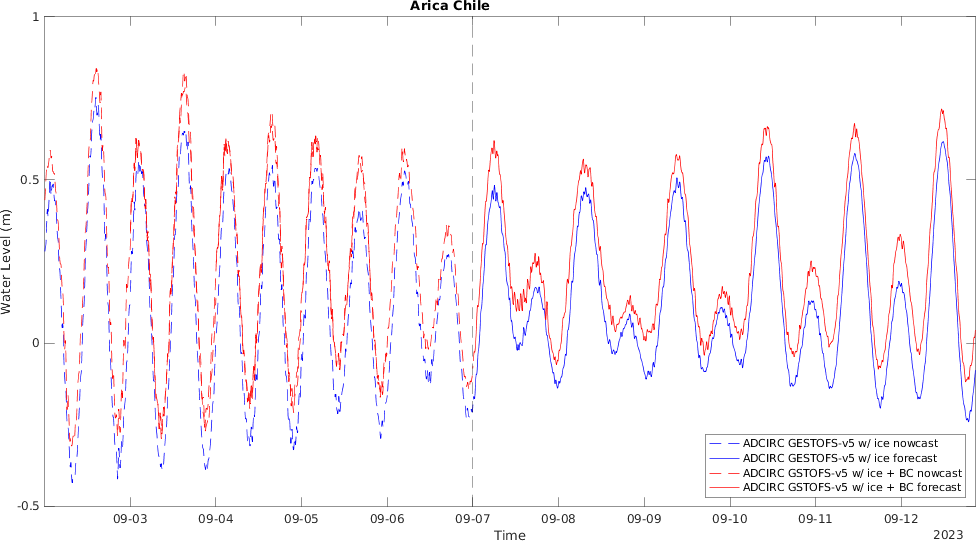 Arica Chile
1
0.5
0
-0.5
Water Level (m)
09-03 09-04 09-05 09-06 09-07 09-08 09-09 09-10 09-11 09-12
Time
2023
ADCIRC GESTOFS-v5 w/ ice nowcast
ADCIRC GESTOFS-v5 w/ ice forecast
ADCIRC GSTOFS-v5 w/ ice + BC nowcast
ADCIRC GSTOFS-v5 w/ ice + BC forecast